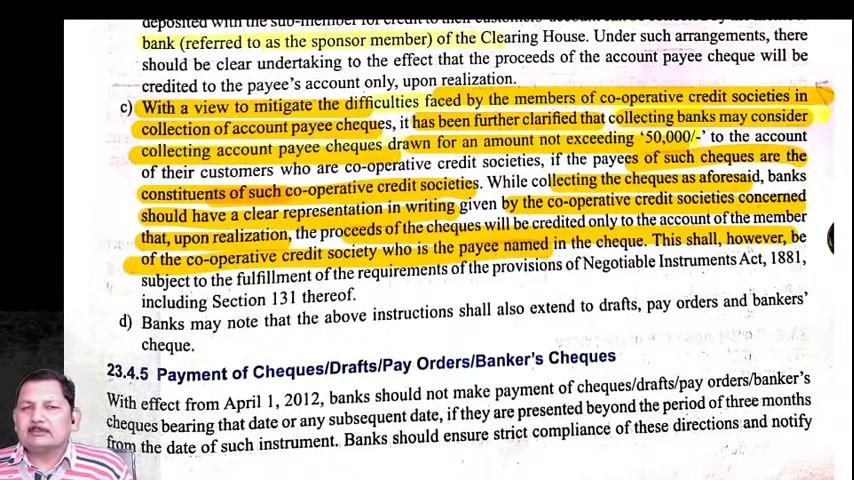 deposited with the sub-member for credit to their customers'
bank (referred to as the sponsor member) of the Clearing House. Under such arrangements, there
should be clear undertaking to the effect that the proceeds of the account payee cheque will be
credited to the payee's account only, upon realization.
c) With a view to mitigate the difficulties faced by the members of co-operative credit societies in
collection of account payee cheques, it has been further clarified that collecting banks may consider
collecting account payee cheques drawn for an amount not exceeding '50,000/-' to the account
of their customers who are co-operative credit societies, if the payees of such cheques are the
constituents of such co-operative credit societies. While collecting the cheques as aforesaid, banks
should have a clear representation in writing given by the co-operative credit societies concerned
that, upon realization, the proceeds of the cheques will be credited only to the account of the member
of the co-operative credit society who is the payee named in the cheque. This shall, however, be
subject to the fulfillment of the requirements of the provisions of Negotiable Instruments Act, 1881,
including Section 131 thereof.
d) Banks may note that the above instructions shall also extend to drafts, pay orders and bankers'
cheque.
23.4.5 Payment of Cheques/Drafts/Pay Orders/Banker's Cheques
With effect from April 1, 2012, banks should not make payment of cheques/drafts/pay orders/banker's
cheques bearing that date or any subsequent date, if they are presented beyond the period of three months
from the date of such instrument. Banks should ensure strict compliance of these directions and notify